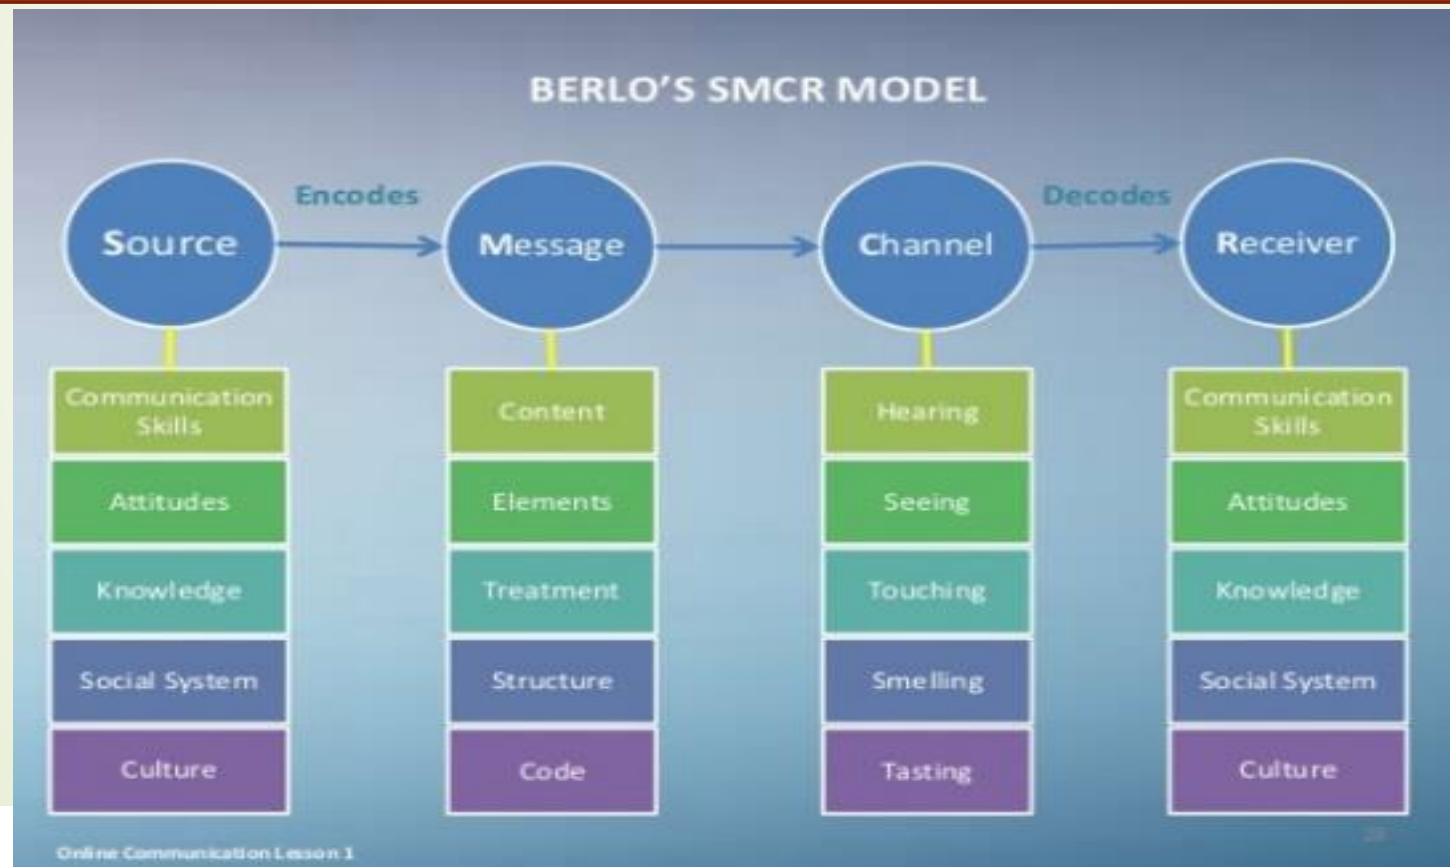 BERLO'S SMCR MODEL
Encodes
Decodes
Source
Message
Channel
Receiver
Communication
Skills
Content
Hearing
Communication
Skills
Attitudes
Elements
Seeing
Attitudes
Knowledge
Treatment
Touching
Knowledge
Social System
Structure
Smelling
Social System
Culture
Code
Tasting
Culture
Online Communication Lesson 1